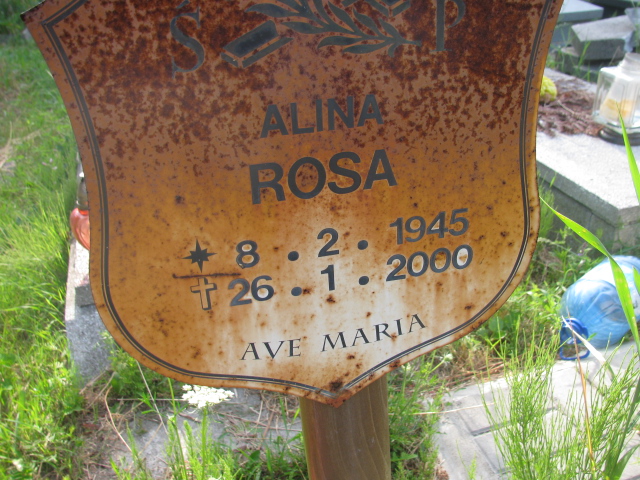 Ś P
ALINA
ROSA
8 . 2 . 1945
26 . 1 . 2000
AVE MARIA